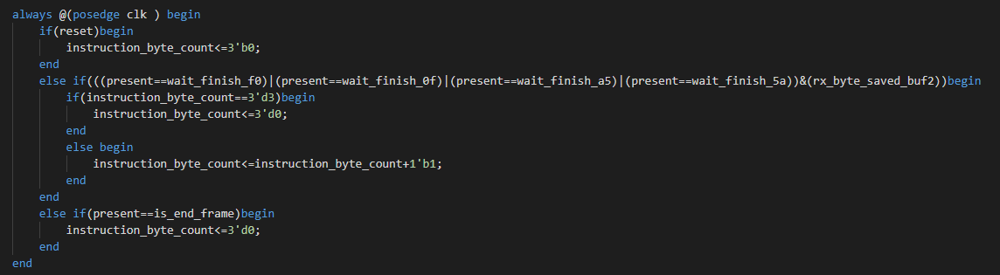 always @(posedge clk ) begin
    if(reset)begin
        instruction_byte_count<=3'b0;
    end
    else if(((present==wait_finish_f0)|(present==wait_finish_0f)|(present==wait_finish_a5)|(present==wait_finish_5a))&(rx_byte_saved_buf2))begin
        if(instruction_byte_count==3'd3)begin
            instruction_byte_count<=3'd0;
        end
        else begin
            instruction_byte_count<=instruction_byte_count+1'b1;
        end
    end
    else if(present==is_end_frame)begin
        instruction_byte_count<=3'd0;
    end
end